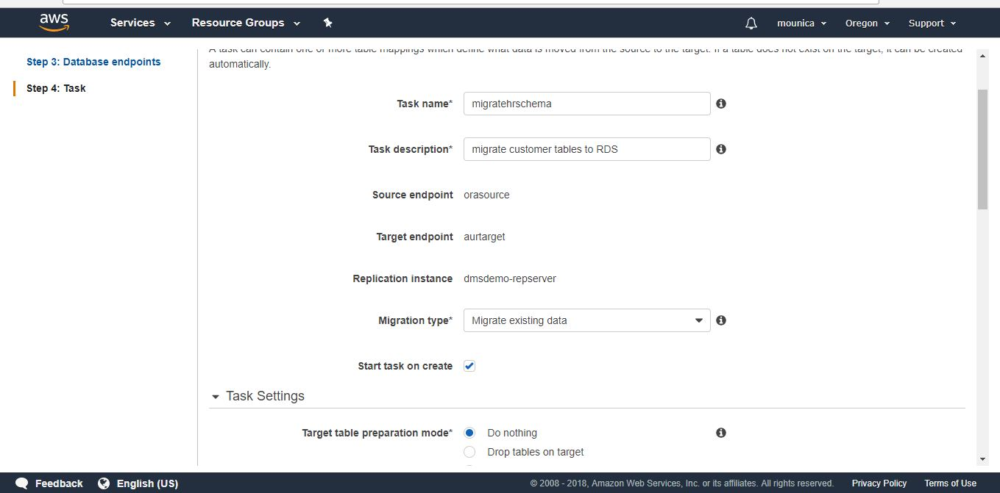 aws Services Resource Groups mounica Oregon Support
Step 3: Database endpoints
Step 4: Task
A task can contain one or more table mappings which define what data is moved from the source to the target. If a table does not exist on the target, it can be created
automatically.
Task name* migratehrschema
Task description* migrate customer tables to RDS
Source endpoint orasource
Target endpoint aurtarget
Replication instance dmsdemo-repserver
Migration type* Migrate existing data
Start task on create
Task Settings
Target table preparation mode* Do nothing
Drop tables on target
Feedback English (US) © 2008 - 2018, Amazon Web Services, Inc. or its affiliates. All rights reserved. Privacy Policy Terms of Use